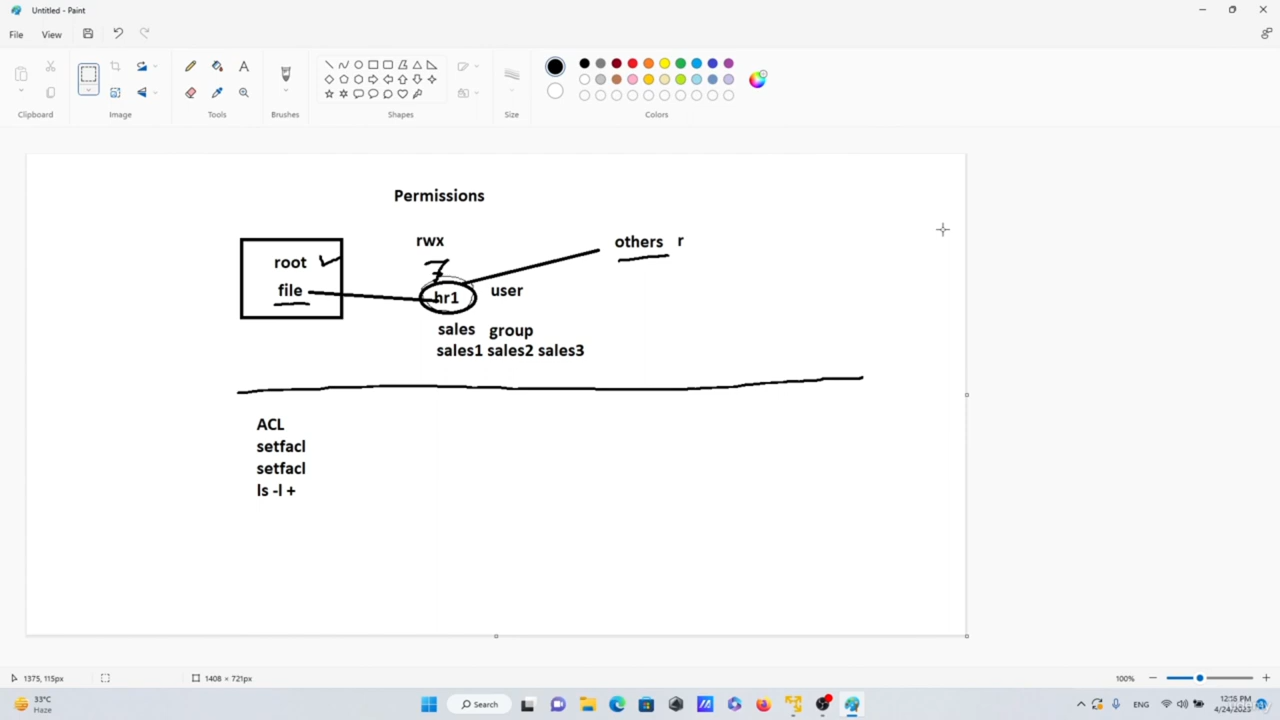 Untitled - Paint
File View
Clipboard Image Tools Brushes Shapes Size Colors
Permissions
rwx
others r
root
7
file
hr1 user
sales group
sales1 sales2 sales3
ACL
setfacl
setfacl
ls -l +
1375, 115px
1408 × 721px
100%
33°C
Haze
Search
ENG
12:15 PM
4/24/2023